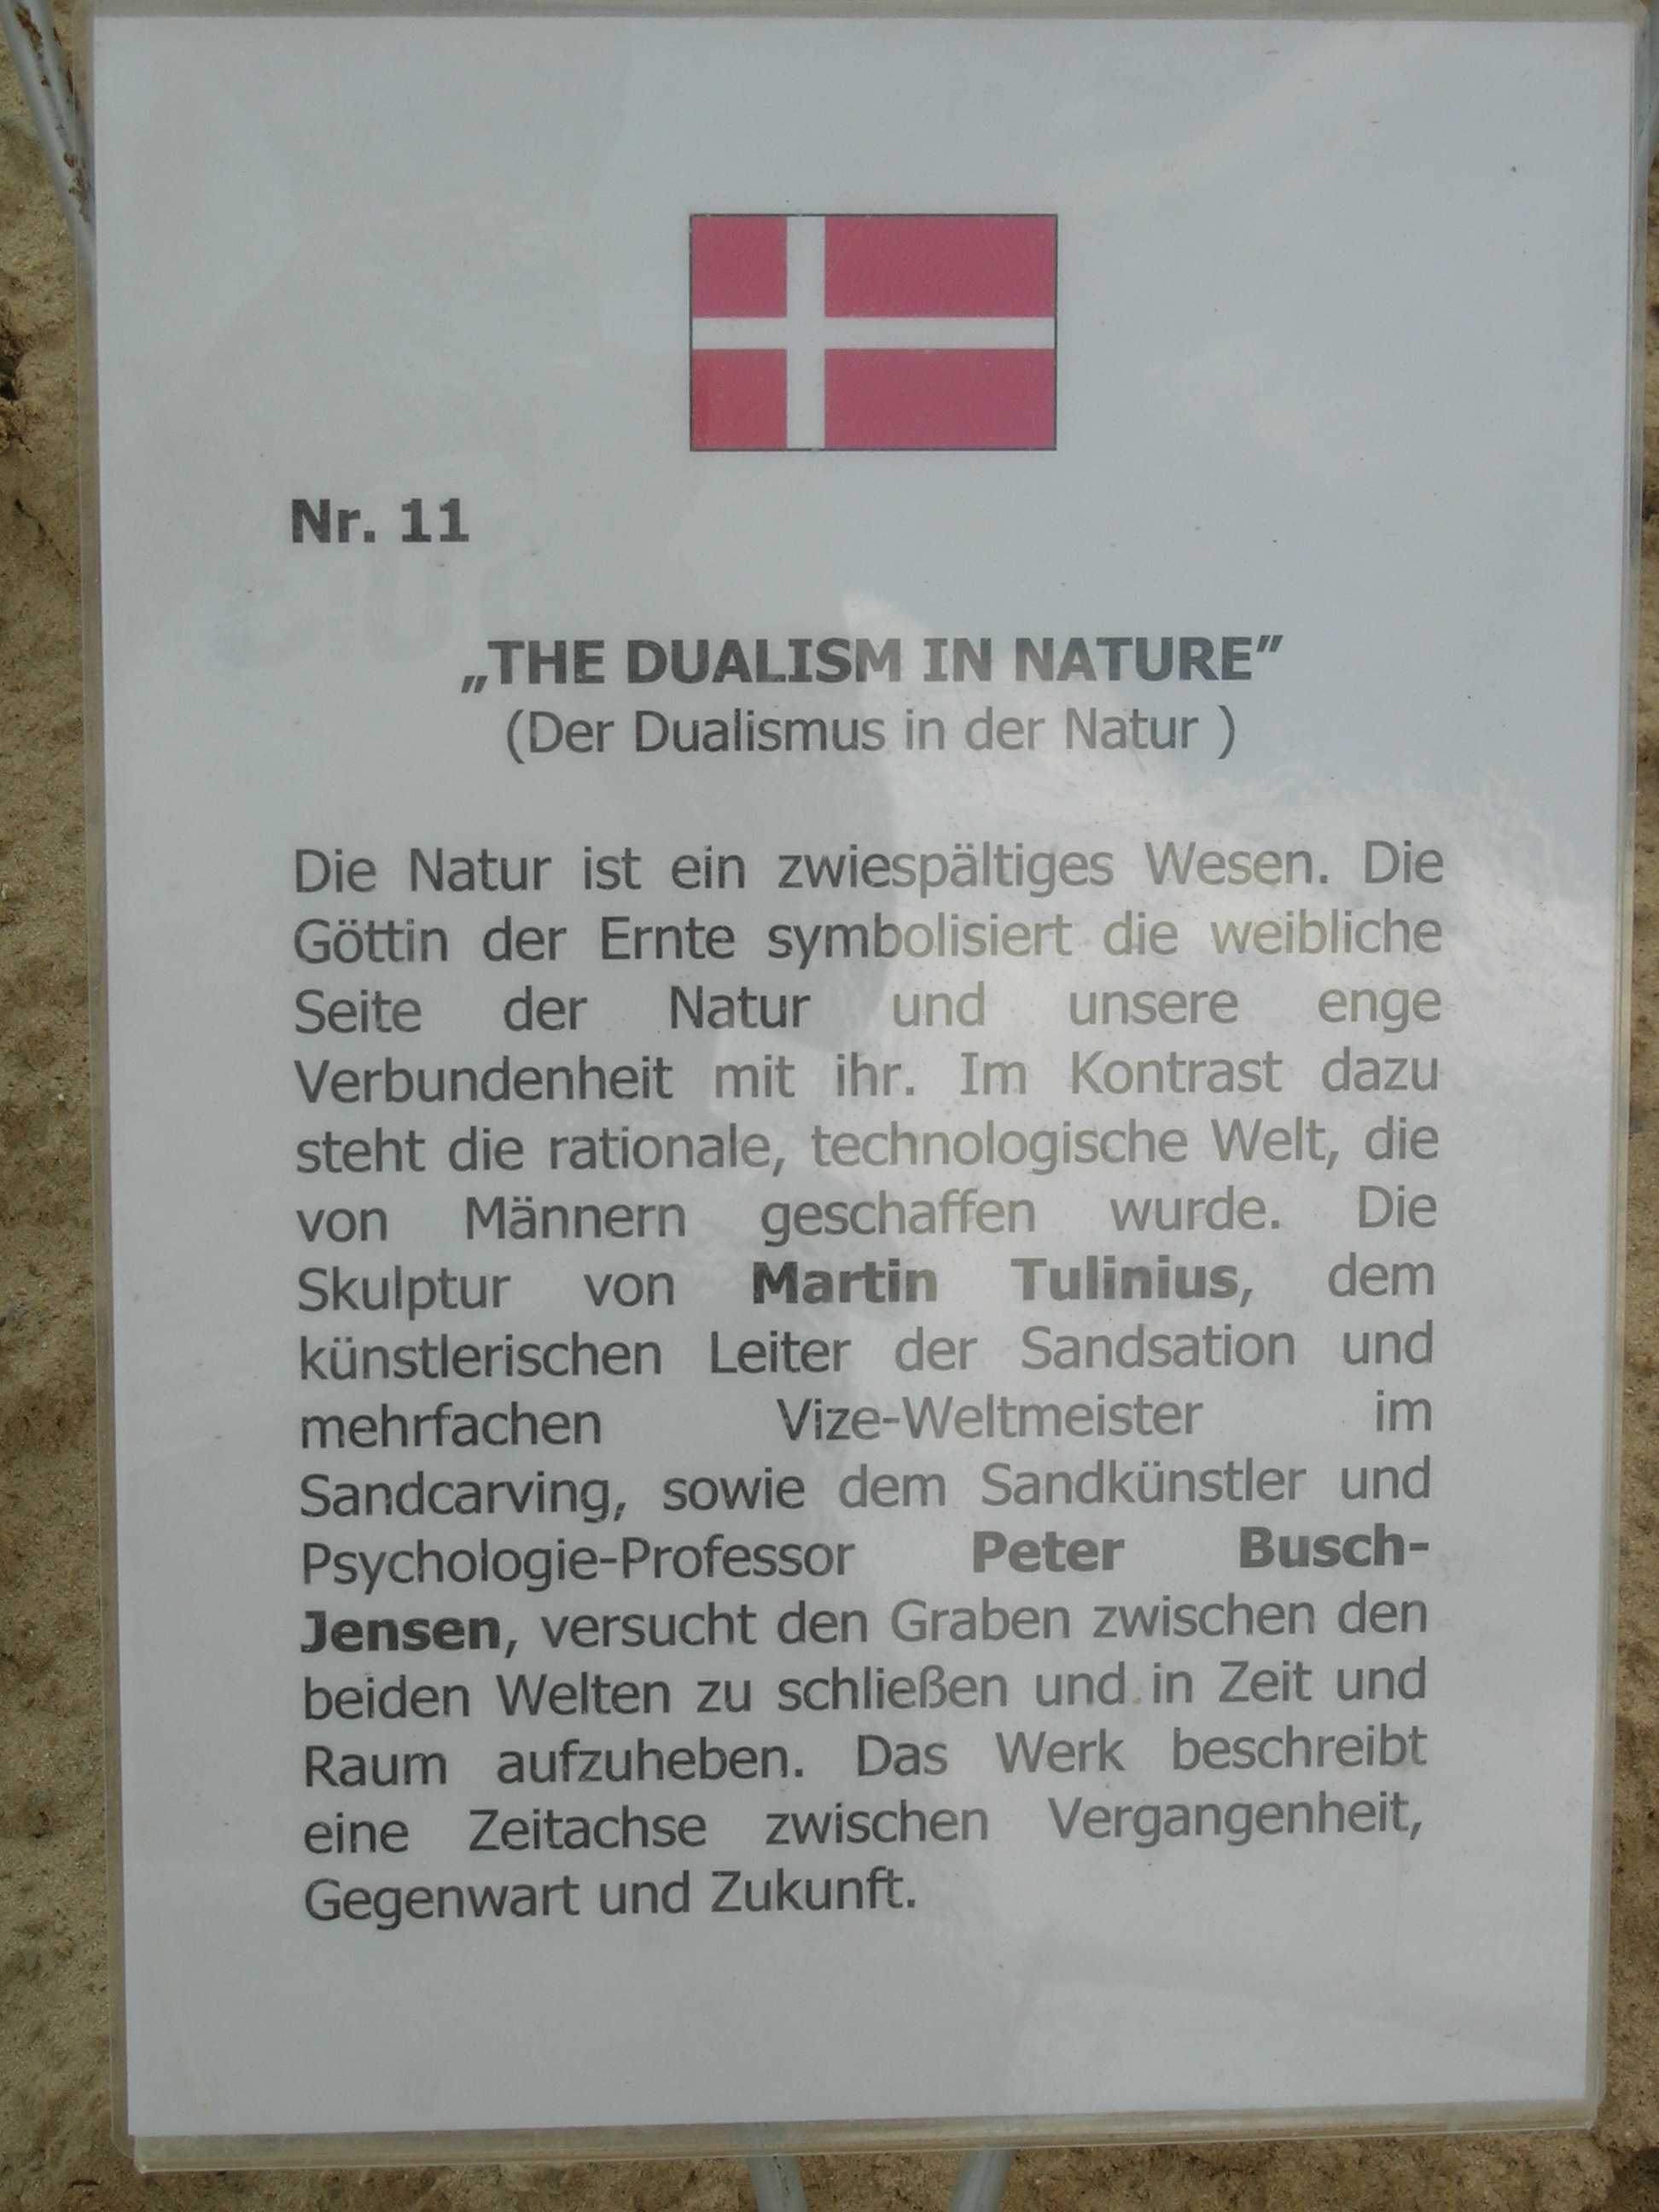 Nr. 11
„THE DUALISM IN NATURE”
(Der Dualismus in der Natur )
Die Natur ist ein zwiespältiges Wesen. Die
Göttin der Ernte symbolisiert die weibliche
Seite der Natur und unsere enge
Verbundenheit mit ihr. Im Kontrast dazu
steht die rationale, technologische Welt, die
von Männern geschaffen wurde. Die
Skulptur von Martin Tulinius, dem
künstlerischen Leiter der Sandsation und
mehrfachen Vize-Weltmeister im
Sandcarving, sowie dem Sandkünstler und
Psychologie-Professor Peter Busch-
Jensen, versucht den Graben zwischen den
beiden Welten zu schließen und in Zeit und
Raum aufzuheben. Das Werk beschreibt
eine Zeitachse zwischen Vergangenheit,
Gegenwart und Zukunft.